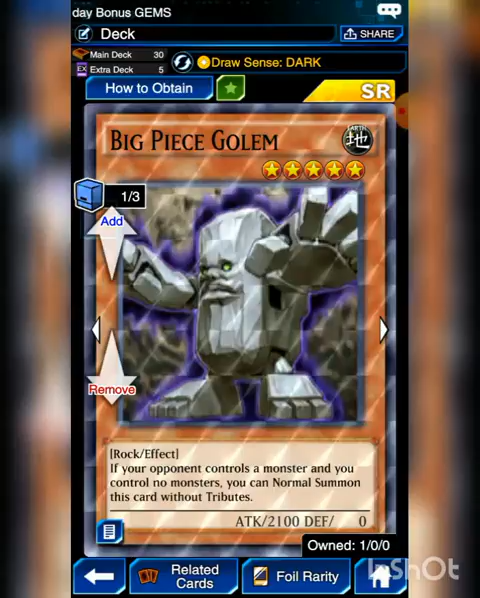 day Bonus GEMS
Deck
SHARE
Main Deck 30
EX Extra Deck 5
Draw Sense: DARK
How to Obtain
SR
BIG PIECE GOLEM
EARTH
地
1/3
Add
Remove
[Rock/Effect]
If your opponent controls a monster and you
control no monsters, you can Normal Summon
this card without Tributes.
ATK/2100 DEF/ 0
Owned: 1/0/0
Related
Cards
Foil Rarity
InShOt